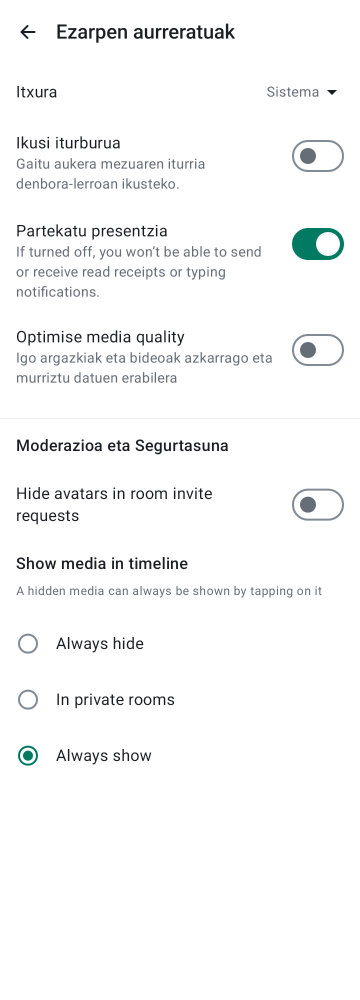 Ezarpen aurreratuak
Itxura
Sistema
Ikusi iturburua
Gaitu aukera mezuaren iturria
denbora-lerroan ikusteko.
Partekatu presentzia
If turned off, you won't be able to send
or receive read receipts or typing
notifications.
Optimise media quality
Igo argazkiak eta bideoak azkarrago eta
murriztu datuen erabilera
Moderazioa eta Segurtasuna
Hide avatars in room invite
requests
Show media in timeline
A hidden media can always be shown by tapping on it
Always hide
In private rooms
Always show